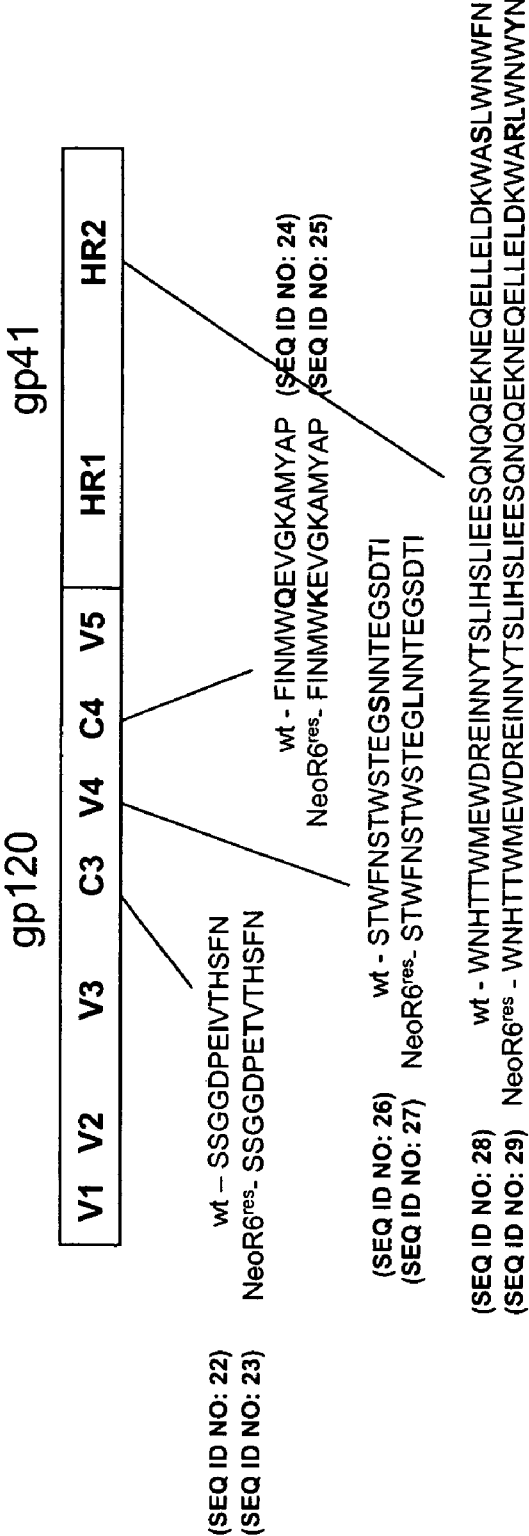 gp120 gp41
V1 V2 V3 C3 V4 C4 V5 HR1 HR2
(SEQ ID NO: 22) wt – SSGGDPEIVTHSFN
(SEQ ID NO: 23) NeoR6res- SSGGDPETVTHSFN
wt - FINMWQEVGKAMYAP (SEQ ID NO: 24)
NeoR6res- FINMWKEVGKAMYAP (SEQ ID NO: 25)
(SEQ ID NO: 26) wt - STWFNSTWSTEGSNNTEGSDTI
(SEQ ID NO: 27) NeoR6res- STWFNSTWSTEGLNNTEGSDTI
(SEQ ID NO: 28) wt - WNHTTWMEWDREINNYTSLIHSLIEESQNQQEKNEQELLELDKWASLWNWFN
(SEQ ID NO: 29) NeoR6res - WNHTTWMEWDREINNYTSLIHSLIEESQNQQEKNEQELLELDKWARLWNWYN